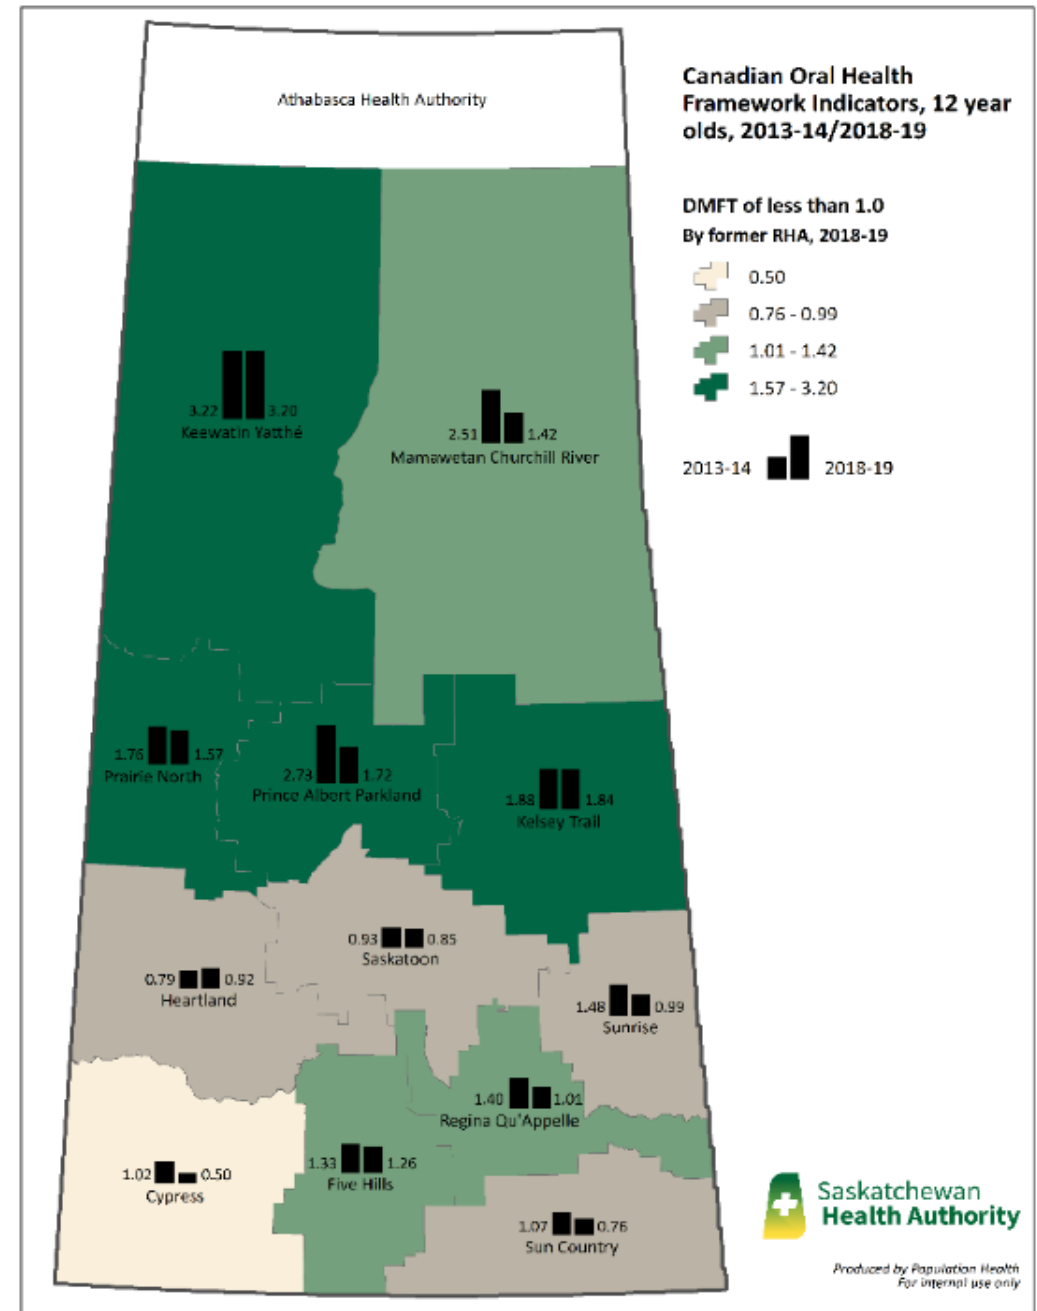 Athabasca Health Authority
Canadian Oral Health
Framework Indicators, 12 year
olds, 2013-14/2018-19
DMFT of less than 1.0
By former RHA, 2018-19
0.50
0.76 - 0.99
1.01 - 1.42
1.57 - 3.20
2013-14 2018-19
3.22 3.20
Keewatin Yatthé
2.51 1.42
Mamawetan Churchill River
1.76 1.57
Prairie North
2.73 1.72
Prince Albert Parkland
1.88 1.84
Kelsey Trail
0.93 0.85
Saskatoon
0.79 0.92
Heartland
1.48 0.99
Sunrise
1.40 1.01
Regina Qu'Appelle
1.33 1.26
Five Hills
1.02 0.50
Cypress
1.07 0.76
Sun Country
Saskatchewan
Health Authority
Produced by Population Health
For internal use only